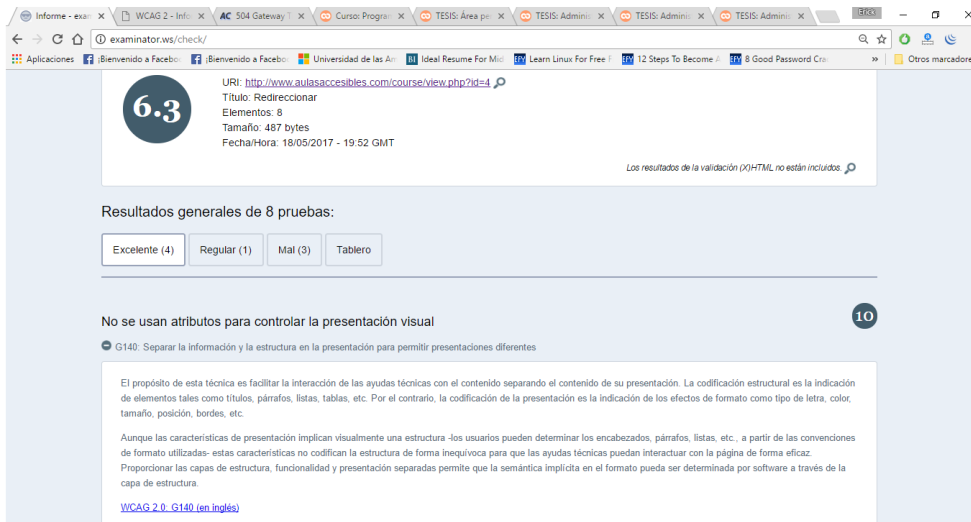 Informe - exan
WCAG 2 - Info
AC 504 Gateway T
Curso: Program
TESIS: Área pe
TESIS: Adminis
TESIS: Adminis
TESIS: Adminis
Erick
examinator.ws/check/
Aplicaciones ¡Bienvenido a Facebo ¡Bienvenido a Faceboo Universidad de las Am BI Ideal Resume For Mid EFY Learn Linux For Free F EFY 12 Steps To Become A EFY 8 Good Password Crac » Otros marcadore
6.3
URI: http://www.aulasaccesibles.com/course/view.php?id=4
Título: Redireccionar
Elementos: 8
Tamaño: 487 bytes
Fecha/Hora: 18/05/2017 - 19:52 GMT
Los resultados de la validación (X)HTML no están incluidos.
Resultados generales de 8 pruebas:
Excelente (4) Regular (1) Mal (3) Tablero
No se usan atributos para controlar la presentación visual 10
G140: Separar la información y la estructura en la presentación para permitir presentaciones diferentes
El propósito de esta técnica es facilitar la interacción de las ayudas técnicas con el contenido separando el contenido de su presentación. La codificación estructural es la indicación
de elementos tales como títulos, párrafos, listas, tablas, etc. Por el contrario, la codificación de la presentación es la indicación de los efectos de formato como tipo de letra, color,
tamaño, posición, bordes, etc.
Aunque las características de presentación implican visualmente una estructura -los usuarios pueden determinar los encabezados, párrafos, listas, etc., a partir de las convenciones
de formato utilizadas- estas características no codifican la estructura de forma inequívoca para que las ayudas técnicas puedan interactuar con la página de forma eficaz.
Proporcionar las capas de estructura, funcionalidad y presentación separadas permite que la semántica implícita en el formato pueda ser determinada por software a través de la
capa de estructura.
WCAG 2.0: G140 (en inglés)